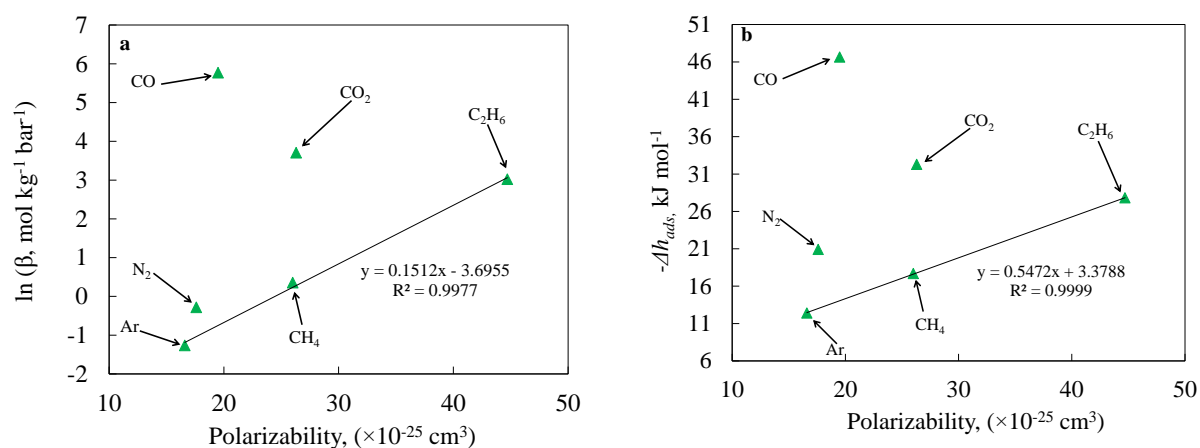 a
ln (β, mol kg⁻¹ bar⁻¹)
7
6
5
4
3
2
1
0
-1
-2
CO
CO₂
C₂H₆
N₂
Ar
CH₄
y = 0.1512x - 3.6955
R² = 0.9977
10 20 30 40 50
Polarizability, (×10⁻²⁵ cm³)
b
-Δh_ads, kJ mol⁻¹
51
46
41
36
31
26
21
16
11
6
CO
CO₂
C₂H₆
N₂
y = 0.5472x + 3.3788
R² = 0.9999
CH₄
Ar
10 20 30 40 50
Polarizability, (×10⁻²⁵ cm³)